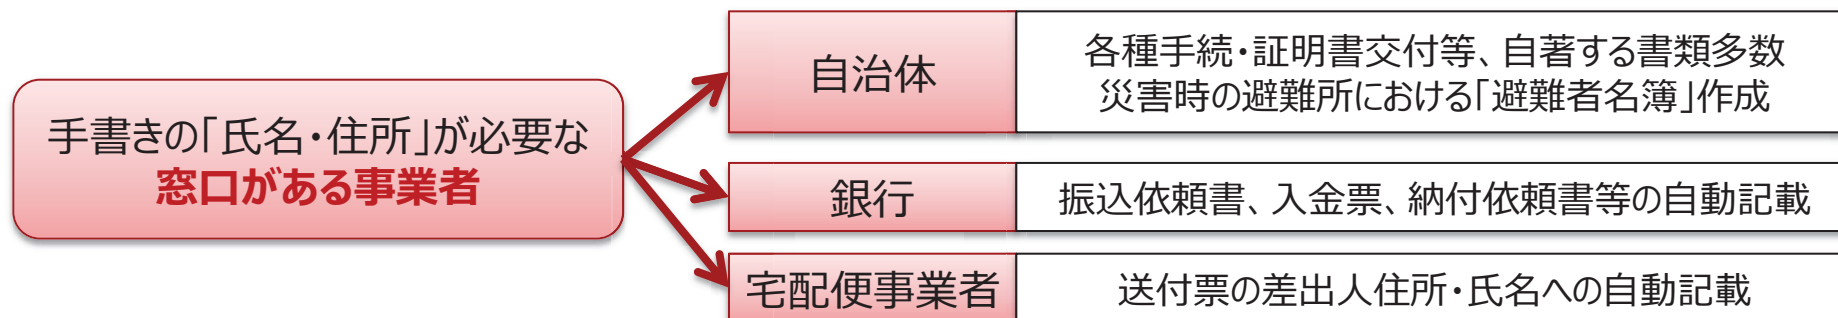 手書きの「氏名・住所」が必要な
窓口がある事業者
自治体
各種手続・証明書交付等、自著する書類多数
災害時の避難所における「避難者名簿」作成
銀行
振込依頼書、入金票、納付依頼書等の自動記載
宅配便事業者
送付票の差出人住所・氏名への自動記載